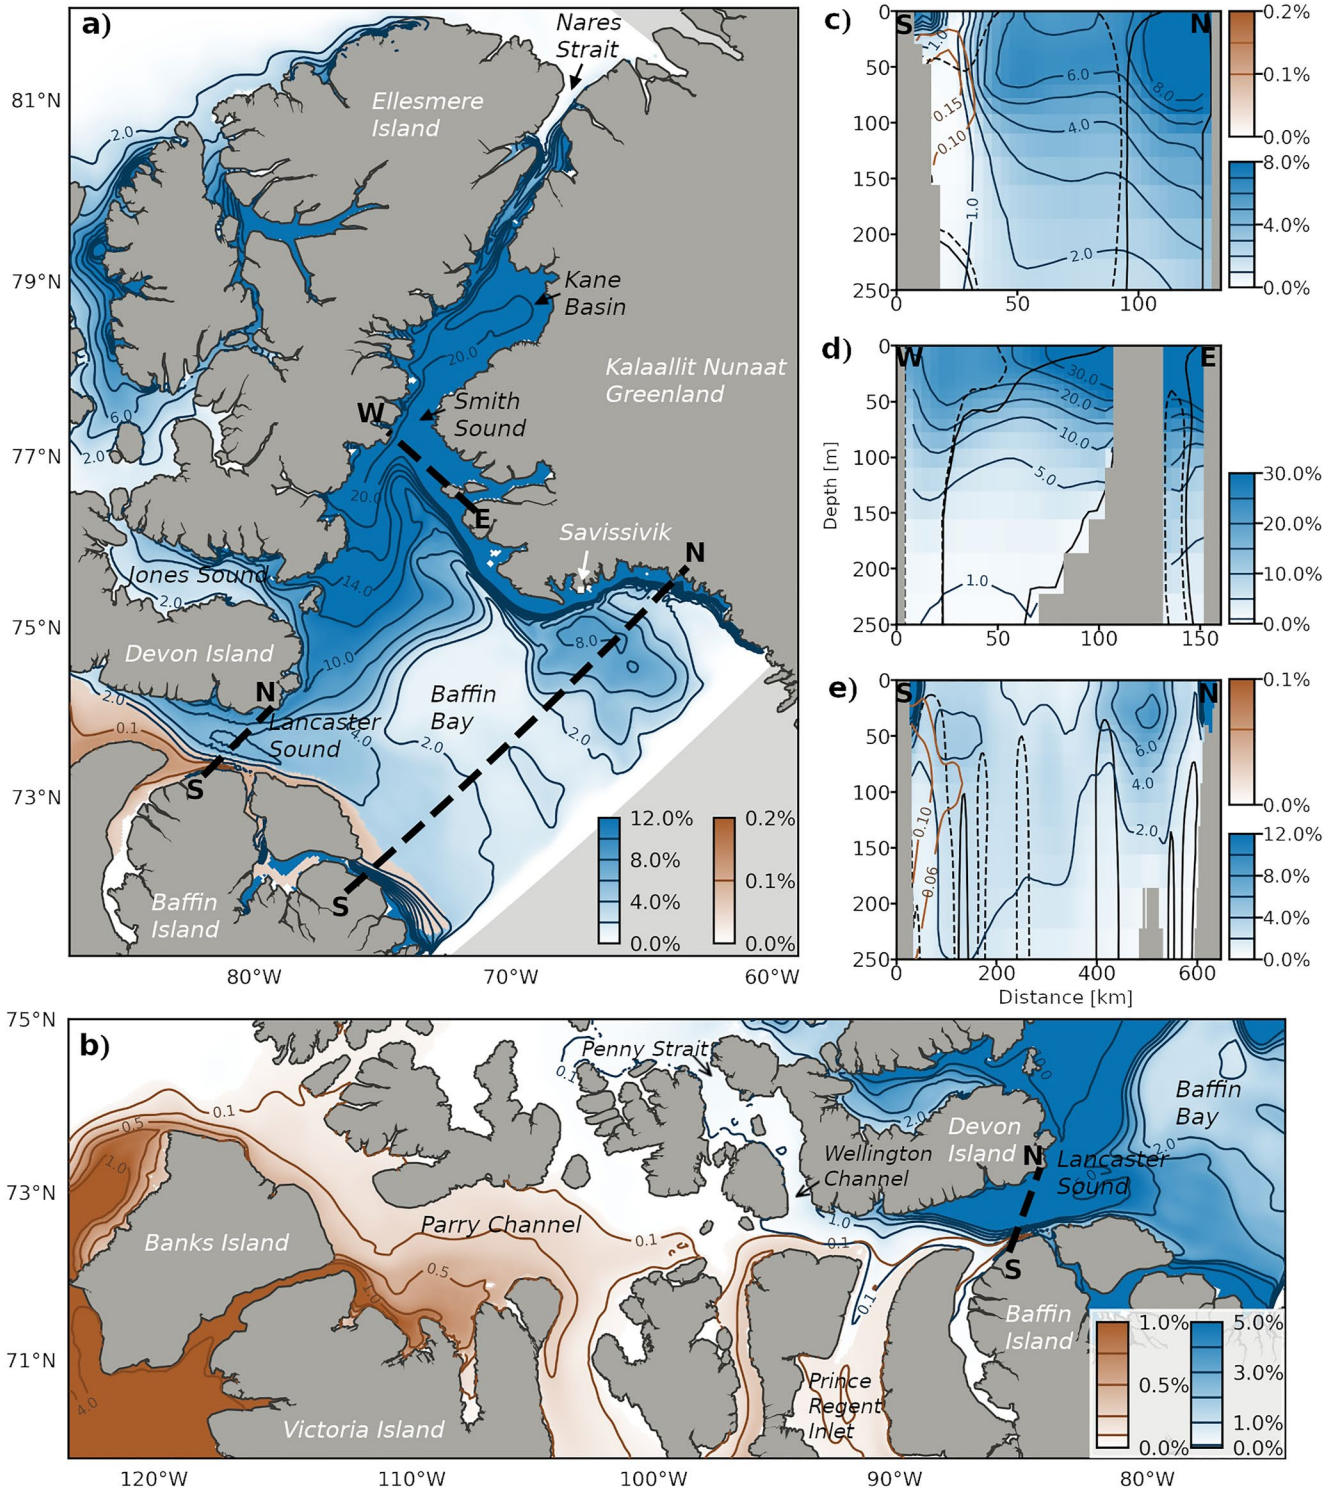 a)
Nares
Strait
Ellesmere
Island
81°N
79°N
77°N
75°N
73°N
2.0
Kane
Basin
20.0
Kalaallit Nunaat
Greenland
Smith
Sound
W
E
6.0
2.0
20.0
Savissivik
N
Jones Sound
2.0
14.0
8.0
Devon Island
10.0
N
Baffin
Bay
2.0
Lancaster
Sound
4.0
2.0
2.0
0.1
S
Baffin
Island
S
12.0%
8.0%
4.0%
0.0%
0.2%
0.1%
0.0%
80°W
70°W
60°W
c)
S
N
0
50
100
150
200
250
1.0
0.15
0.10
1.0
6.0
8.0
4.0
2.0
0
50
100
0.2%
0.1%
0.0%
8.0%
4.0%
0.0%
d)
W
E
Depth [m]
0
50
100
150
200
250
30.0
20.0
10.0
5.0
1.0
0
50
100
150
30.0%
20.0%
10.0%
0.0%
e)
S
N
0
50
100
150
200
250
0.10
0.06
6.0
4.0
2.0
0
200
400
600
Distance [km]
0.1%
0.0%
12.0%
8.0%
4.0%
0.0%
b)
75°N
73°N
71°N
Penny Strait
0.1
0.1
0.5
1.0
Baffin
Bay
2.0
2.0
Devon
Island
N
Wellington
Channel
Lancaster
Sound
Parry Channel
Banks Island
0.1
1.0
0.1
0.5
1.0
S
0.1
Baffin
Island
Prince
Regent
Inlet
4.0
Victoria Island
1.0%
0.5%
0.0%
5.0%
3.0%
1.0%
0.0%
120°W
110°W
100°W
90°W
80°W